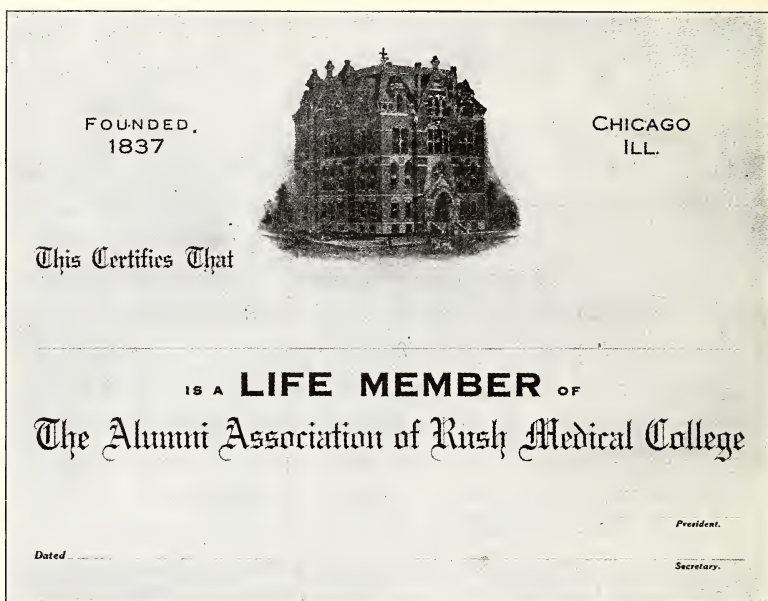 FOUNDED
1837
CHICAGO
ILL.
This Certifies That
IS A LIFE MEMBER OF
The Alumni Association of Rush Medical College
President.
Dated
Secretary.